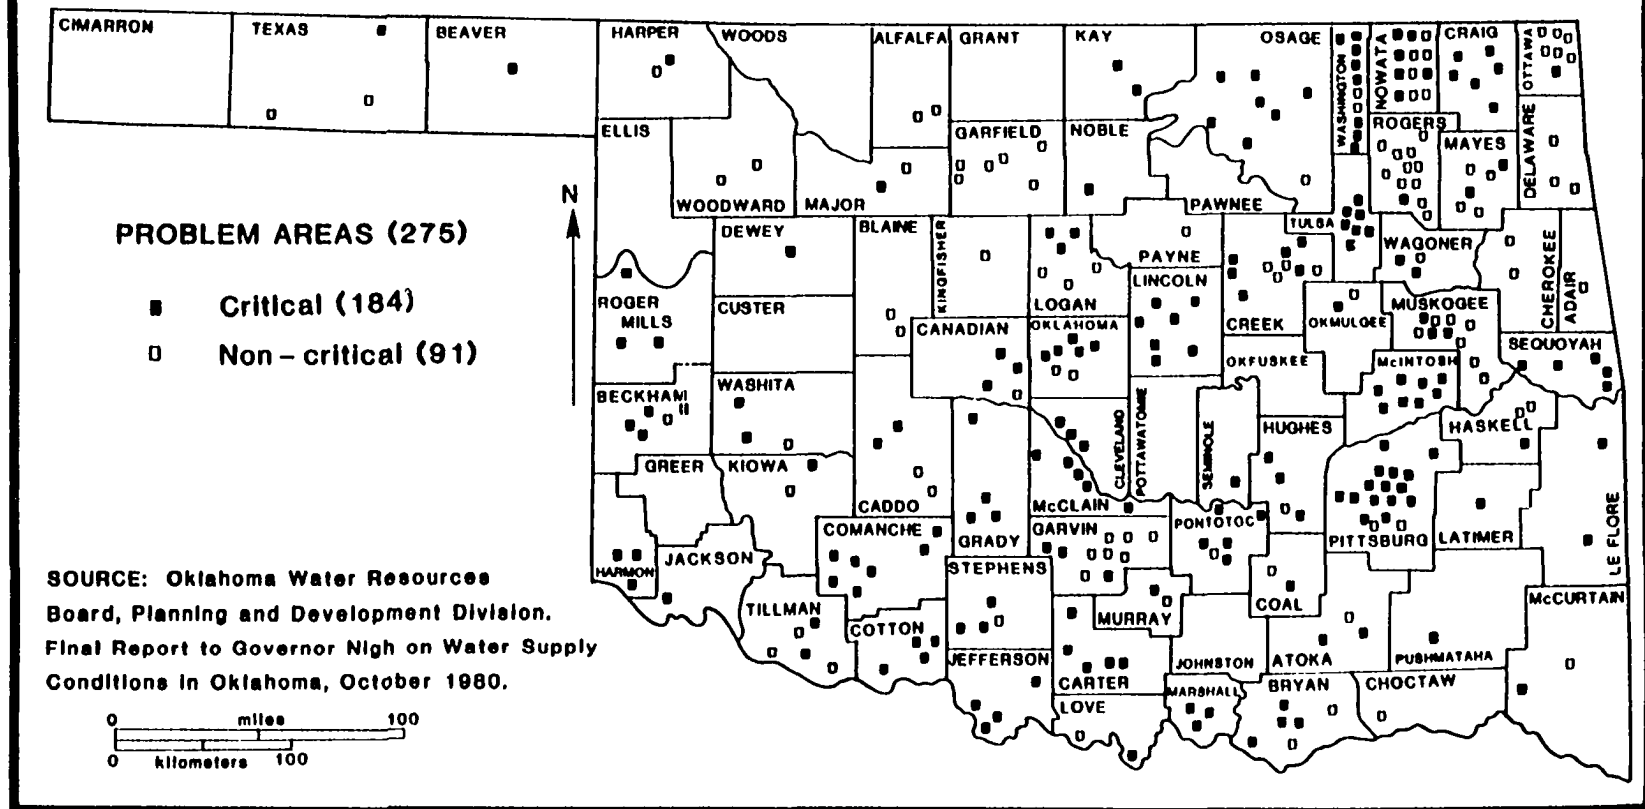 CIMARRON
TEXAS
BEAVER
HARPER
WOODS
ALFALFA
GRANT
KAY
OSAGE
WASHINGTON
NOWATA
CRAIG
OTTAWA
ELLIS
WOODWARD
MAJOR
GARFIELD
NOBLE
PAWNEE
ROGERS
MAYES
DELAWARE
N
PROBLEM AREAS (275)
Critical (184)
Non-critical (91)
DEWEY
BLAINE
KINGFISHER
LOGAN
PAYNE
TULSA
WAGONER
CHEROKEE
ADAIR
ROGER
MILLS
CUSTER
CANADIAN
OKLAHOMA
LINCOLN
CREEK
OKMULGEE
MUSKOGEE
SEQUOYAH
BECKHAM
WASHITA
OKFUSKEE
McINTOSH
GREER
KIOWA
CADDO
GRADY
McCLAIN
CLEVELAND
POTTAWATOMIE
SEMINOLE
HUGHES
HASKELL
PITTSBURG
LATIMER
LE FLORE
HARMON
JACKSON
COMANCHE
STEPHENS
GARVIN
PONTOTOC
TILLMAN
COTTON
MURRAY
COAL
McCURTAIN
JEFFERSON
CARTER
JOHNSTON
ATOKA
PUSHMATAHA
LOVE
MARSHALL
BRYAN
CHOCTAW
SOURCE: Oklahoma Water Resources
Board, Planning and Development Division.
Final Report to Governor Nigh on Water Supply
Conditions in Oklahoma, October 1980.
0 miles 100
0 kilometers 100